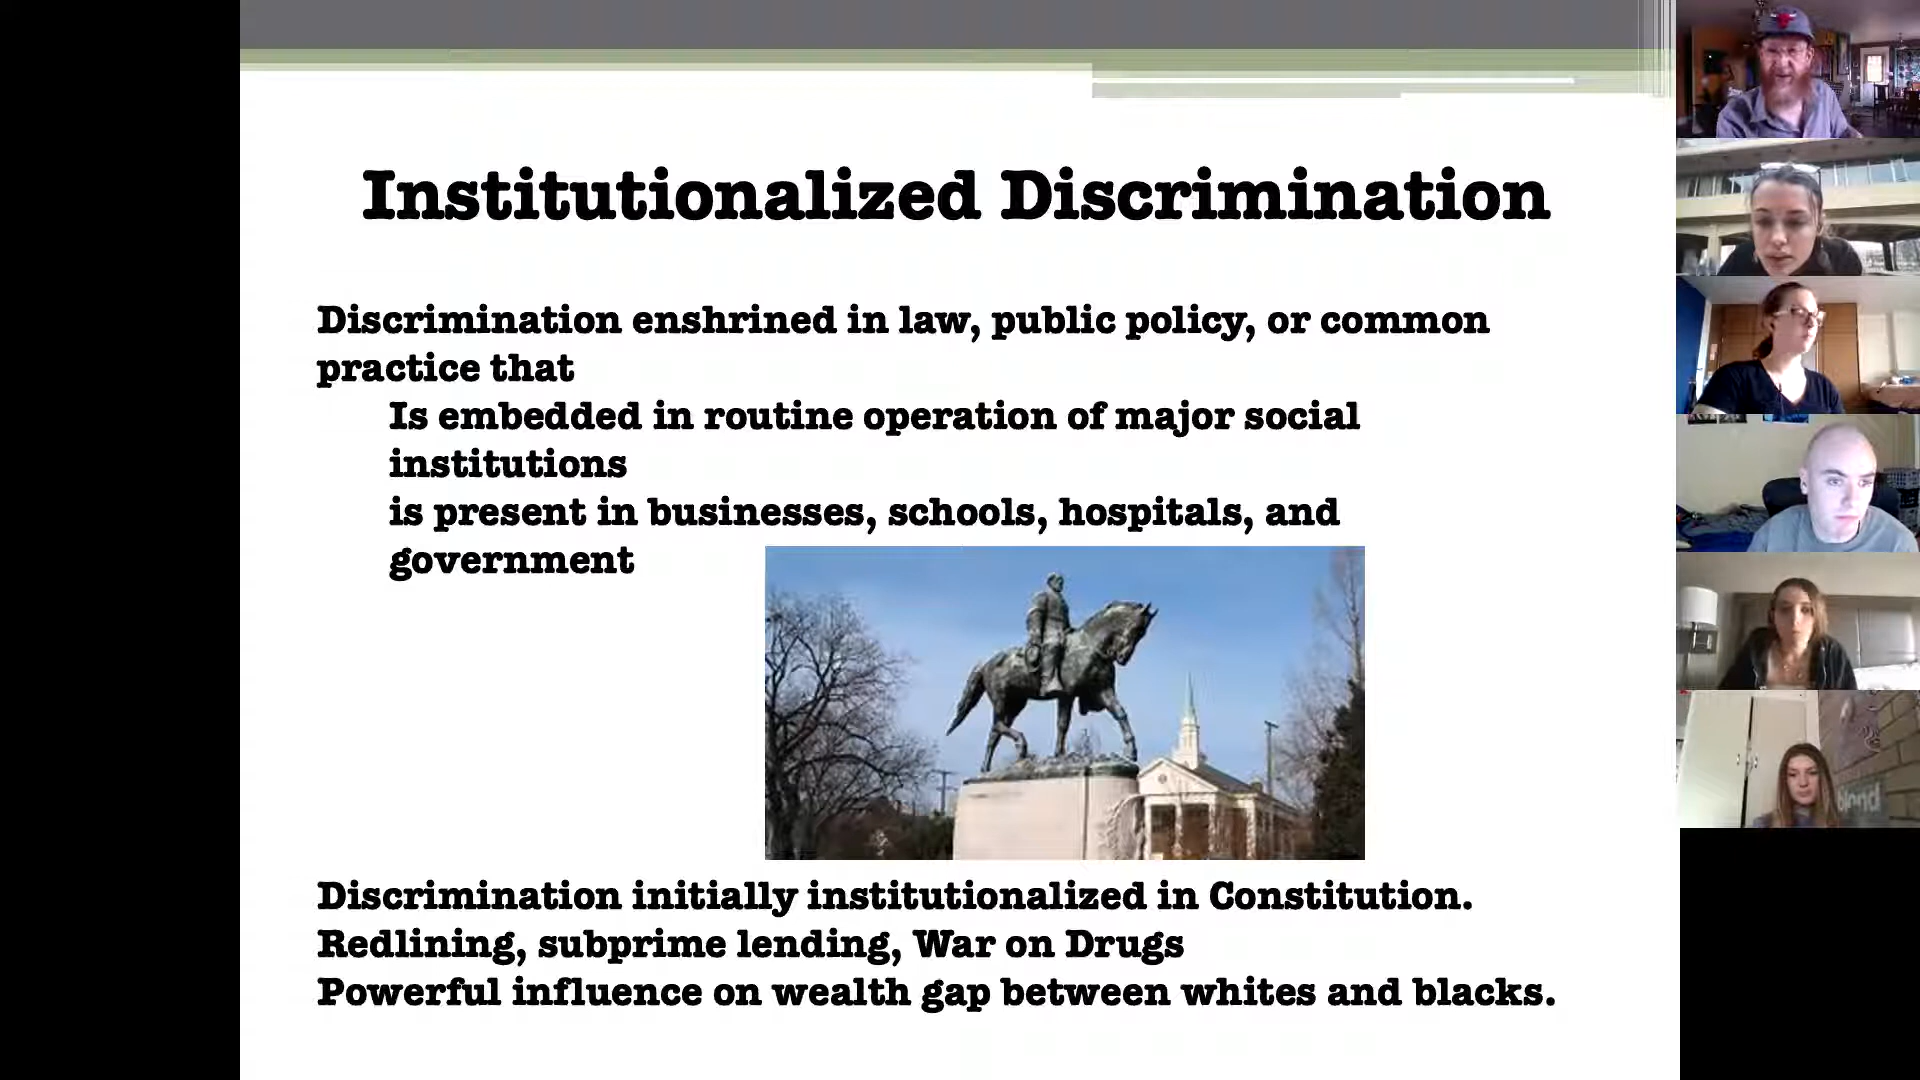 Institutionalized Discrimination
Discrimination enshrined in law, public policy, or common
practice that
Is embedded in routine operation of major social
institutions
is present in businesses, schools, hospitals, and
government
Discrimination initially institutionalized in Constitution.
Redlining, subprime lending, War on Drugs
Powerful influence on wealth gap between whites and blacks.
blond